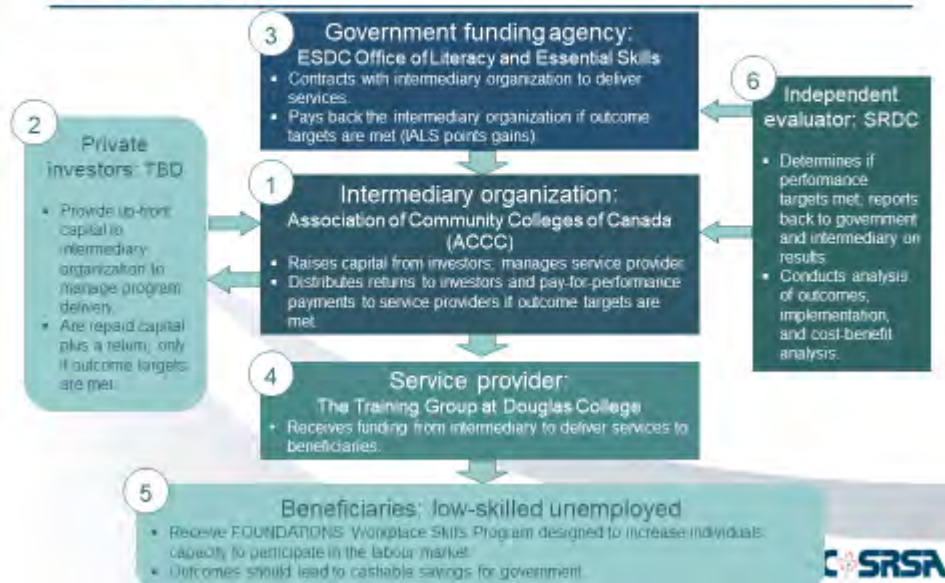 3
Government funding agency:
ESDC Office of Literacy and Essential Skills
• Contracts with intermediary organization to deliver
services.
• Pays back the intermediary organization if outcome
targets are met (IALS points gains)
6
Independent
evaluator: SRDC
• Determines if
performance
targets met; reports
back to government
and intermediary on
results
• Conducts analysis
of outcomes,
implementation,
and cost-benefit
analysis.
2
Private
investors: TBD
• Provide up-front
capital to
intermediary
organization to
manage program
delivery.
• Are repaid capital
plus a return, only
if outcome targets
are met.
1
Intermediary organization:
Association of Community Colleges of Canada
(ACCC)
• Raises capital from investors, manages service provider.
• Distributes returns to investors and pay-for-performance
payments to service providers if outcome targets are
met.
4
Service provider:
The Training Group at Douglas College
• Receives funding from intermediary to deliver services to
beneficiaries.
5
Beneficiaries: low-skilled unemployed
• Receive FOUNDATIONS Workplace Skills Program designed to increase individuals
capacity to participate in the labour market
• Outcomes should lead to cashable savings for government
C SRSA